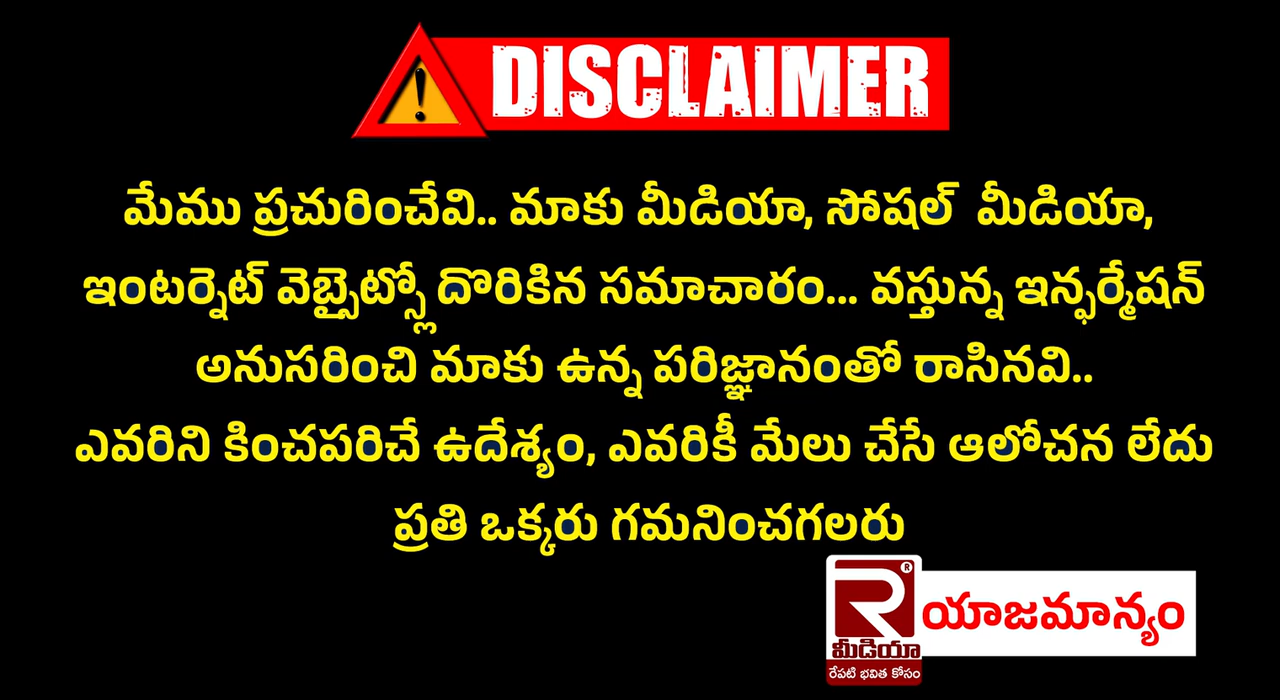 DISCLAIMER
మేము ప్రచురించేవి.. మాకు మీడియా, సోషల్ మీడియా,
ఇంటర్నెట్ వెబ్సైట్స్లో దొరికిన సమాచారం... వస్తున్న ఇన్ఫర్మేషన్
అనుసరించి మాకు ఉన్న పరిజ్ఞానంతో రాసినవి..
ఎవరిని కించపరిచే ఉదేశ్యం, ఎవరికీ మేలు చేసే ఆలోచన లేదు
ప్రతి ఒక్కరు గమనించగలరు
R®
మీడియా
రేపటి భవిత కోసం
యాజమాన్యం